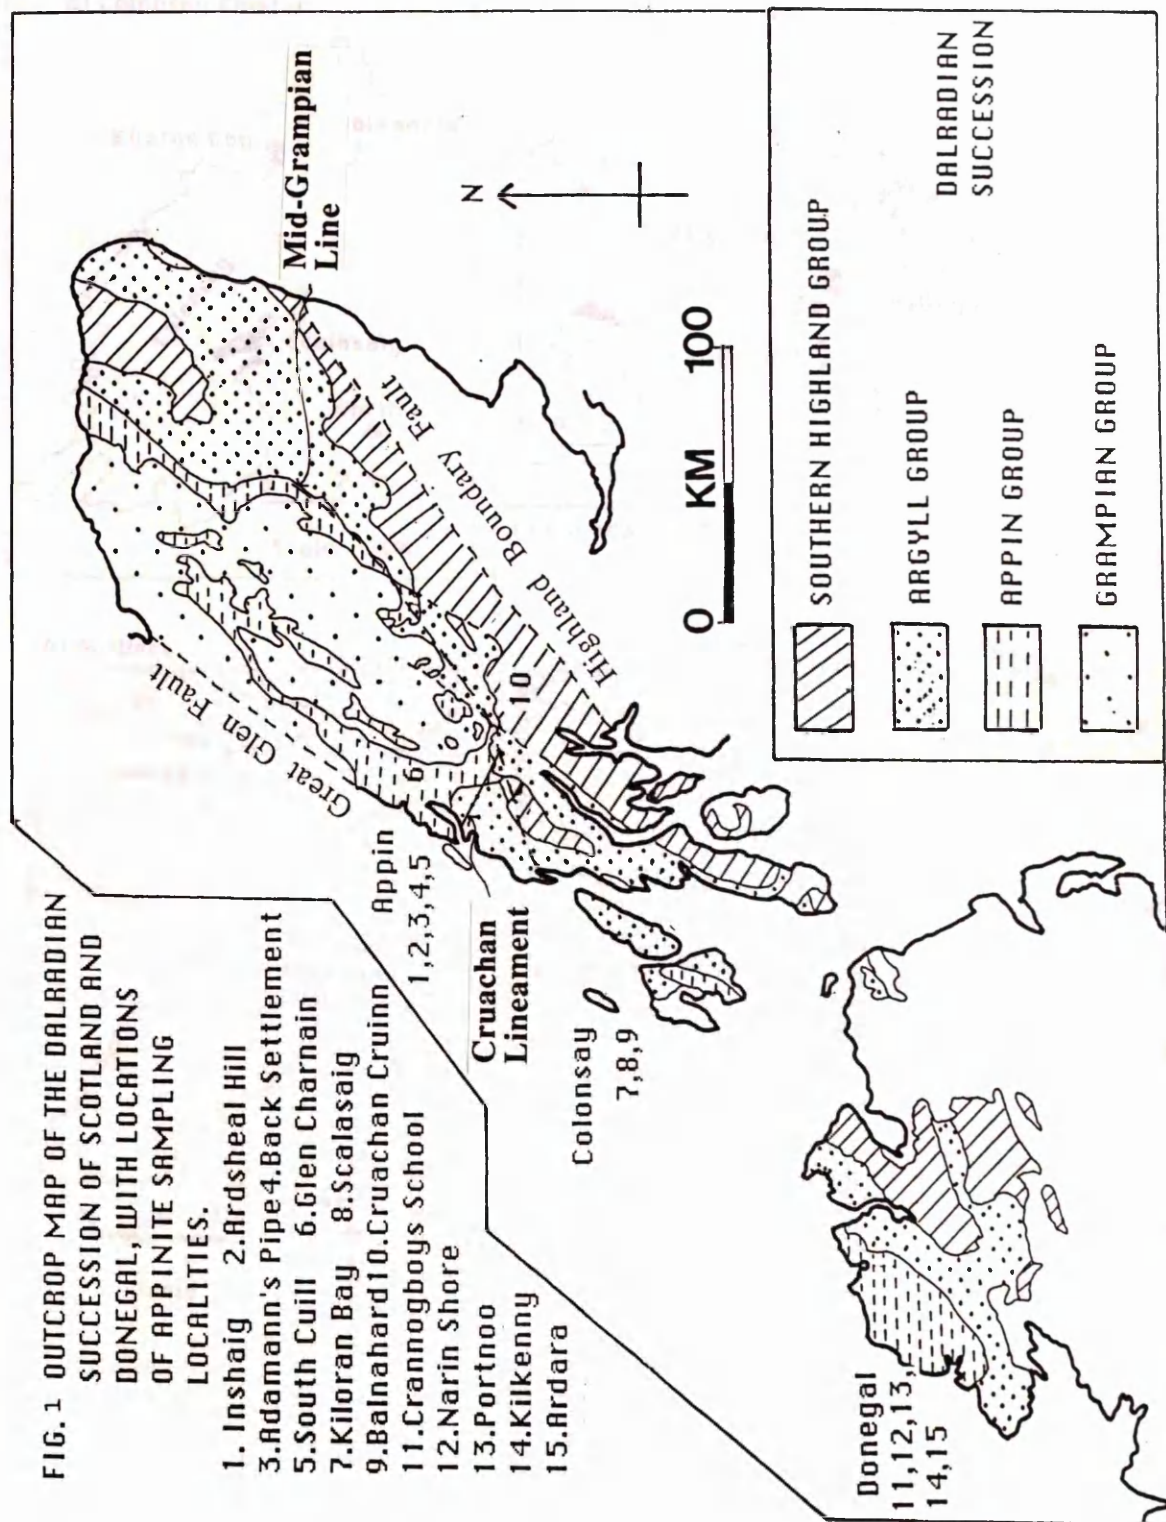 FIG. 1 OUTCROP MAP OF THE DALRADIAN
SUCCESSION OF SCOTLAND AND
DONEGAL, WITH LOCATIONS
OF APPINITE SAMPLING
LOCALITIES.
1. Inshaig 2.Ardsheal Hill
3.Adamann's Pipe4.Back Settlement
5.South Cuill 6.Glen Charnain
7.Kiloran Bay 8.Scalasaig
9.Balnahard10.Cruachan Cruinn
11.Crannogboys School
12.Narin Shore
13.Portnoo
14.Kilkenny
15.Ardara
Appin
1,2,3,4,5
Cruachan
Lineament
Colonsay
7,8,9
Donegal
11,12,13,
14,15
Great Glen Fault
6
10
Highland Boundary Fault
Mid-Grampian
Line
N
0 KM 100
SOUTHERN HIGHLAND GROUP
ARGYLL GROUP
APPIN GROUP
GRAMPIAN GROUP
DALRADIAN
SUCCESSION